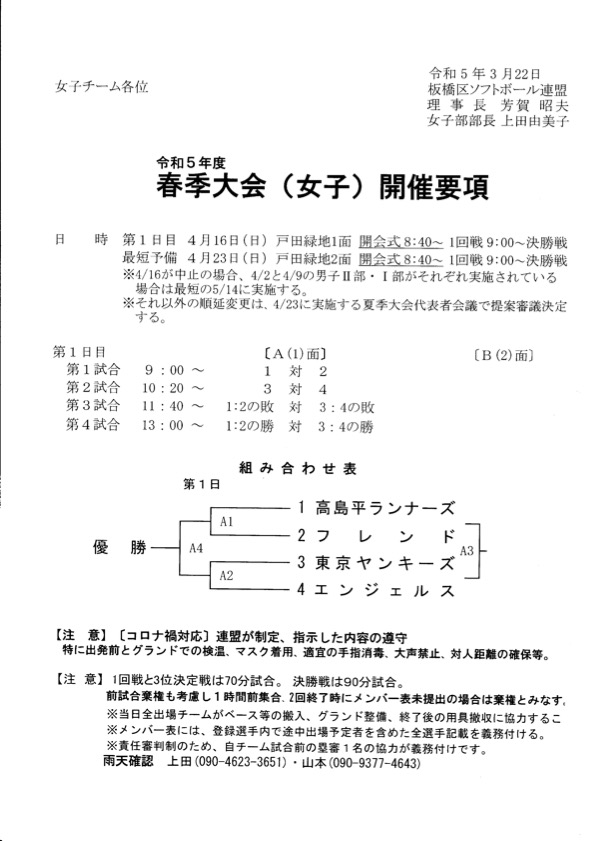 令和５年３月22日
女子チーム各位
板橋区ソフトボール連盟
理事長 芳賀 昭夫
女子部部長 上田由美子
令和５年度
春季大会（女子）開催要項
日 時 第１日目 ４月16日(日) 戸田緑地1面 開会式8:40～ 1回戦9:00～決勝戦
最短予備 ４月23日(日) 戸田緑地2面 開会式8:40～ 1回戦9:00～決勝戦
※4/16が中止の場合、4/2と4/9の男子Ⅱ部・Ⅰ部がそれぞれ実施されている
場合は最短の5/14に実施する。
※それ以外の順延変更は、4/23に実施する夏季大会代表者会議で提案審議決定
する。
第１日目 〔A(1)面〕 〔B(2)面〕
第１試合 9：00 ～ 1 対 2
第２試合 10：20 ～ 3 対 4
第３試合 11：40 ～ 1:2の敗 対 3：4の敗
第４試合 13：00 ～ 1:2の勝 対 3：4の勝
組み合わせ表
第１日
1 高島平ランナーズ
A1
2 フレンド
優勝 A4 A3
3 東京ヤンキーズ
A2
4 エンジェルス
【注 意】〔コロナ禍対応〕連盟が制定、指示した内容の遵守
特に出発前とグランドでの検温、マスク着用、適宜の手指消毒、大声禁止、対人距離の確保等。
【注 意】1回戦と3位決定戦は70分試合。 決勝戦は90分試合。
前試合棄権も考慮し１時間前集合.2回終了時にメンバー表未提出の場合は棄権とみなす,
※当日全出場チームがベース等の搬入、グランド整備、終了後の用具撤収に協力するこ
※メンバー表には、登録選手内で途中出場予定者を含めた全選手記載を義務付ける。
※責任審判制のため、自チーム試合前の塁審１名の協力が義務付けです。
雨天確認 上田(090-4623-3651)・山本(090-9377-4643)